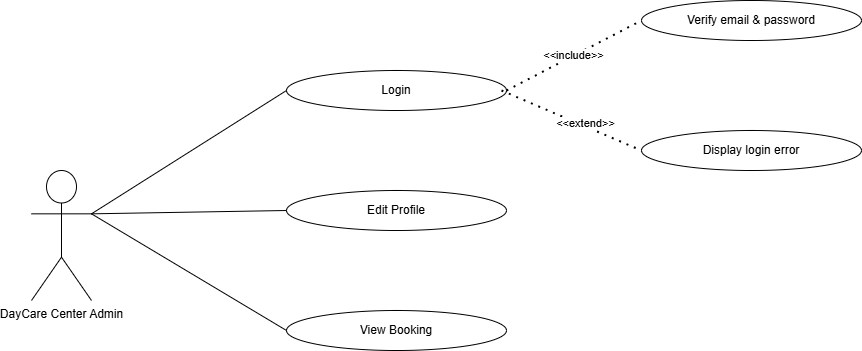 Verify email & password
<<include>>
Login
<<extend>>
Display login error
Edit Profile
DayCare Center Admin
View Booking